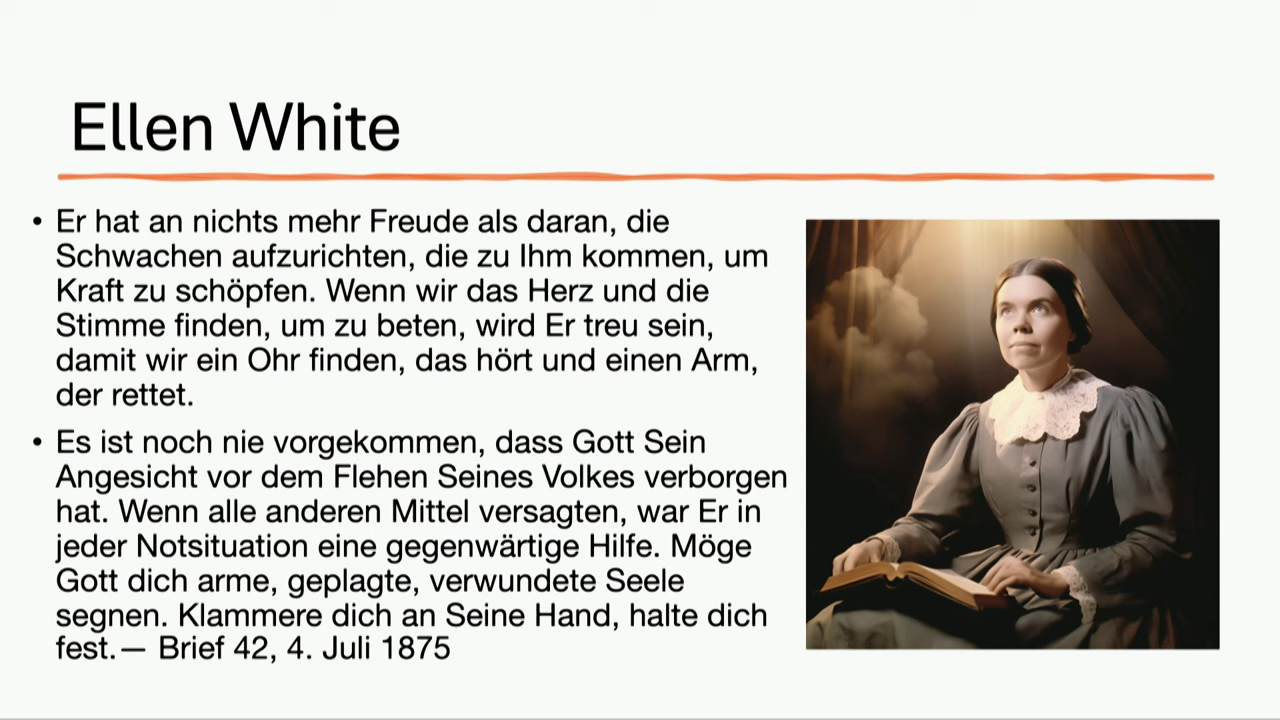 Ellen White
• Er hat an nichts mehr Freude als daran, die
Schwachen aufzurichten, die zu Ihm kommen, um
Kraft zu schöpfen. Wenn wir das Herz und die
Stimme finden, um zu beten, wird Er treu sein,
damit wir ein Ohr finden, das hört und einen Arm,
der rettet.
• Es ist noch nie vorgekommen, dass Gott Sein
Angesicht vor dem Flehen Seines Volkes verborgen
hat. Wenn alle anderen Mittel versagten, war Er in
jeder Notsituation eine gegenwärtige Hilfe. Möge
Gott dich arme, geplagte, verwundete Seele
segnen. Klammere dich an Seine Hand, halte dich
fest.— Brief 42, 4. Juli 1875